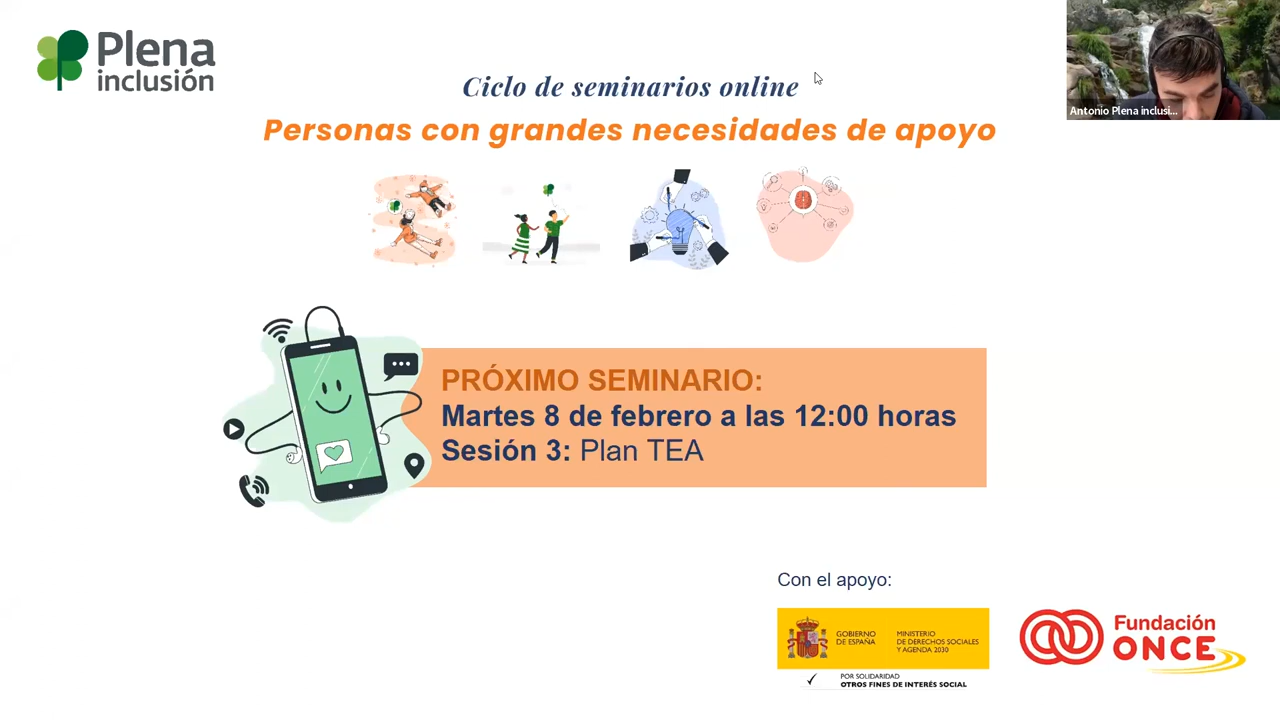 Plena
inclusión
Antonio Plena inclusi...
Ciclo de seminarios online
Personas con grandes necesidades de apoyo
PRÓXIMO SEMINARIO:
Martes 8 de febrero a las 12:00 horas
Sesión 3: Plan TEA
Con el apoyo:
GOBIERNO
DE ESPAÑA
MINISTERIO
DE DERECHOS SOCIALES
Y AGENDA 2030
POR SOLIDARIDAD
OTROS FINES DE INTERÉS SOCIAL
Fundación
ONCE